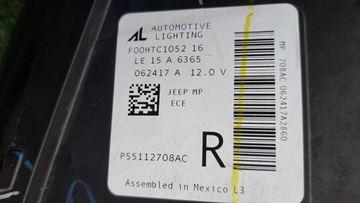 AL AUTOMOTIVE
LIGHTING
F00HTC1052 16
LE 15 A 6365
062417 A 12.0 V
JEEP MP
ECE
P55112708AC
R
Assembled in Mexico L3
MP 708AC 062417A2860